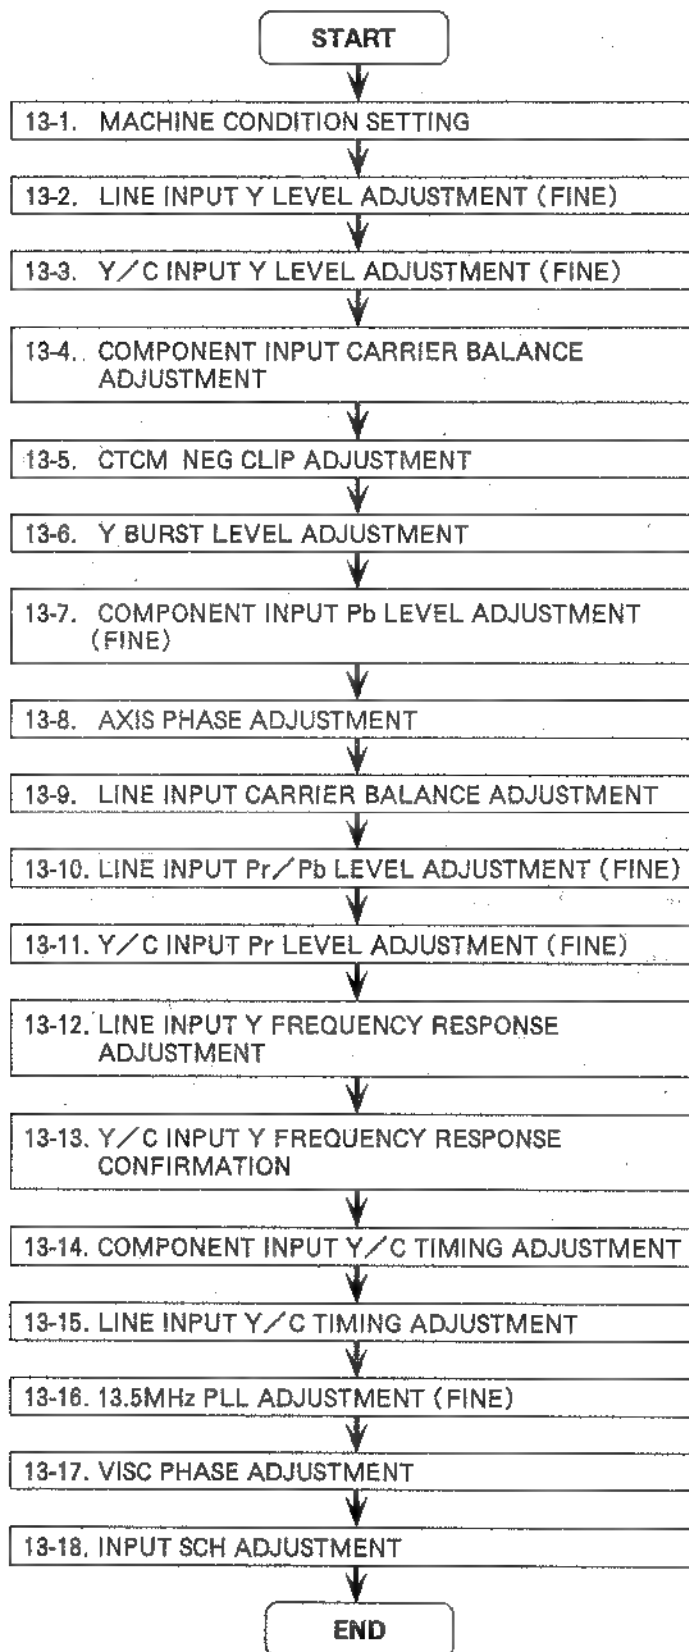 START
13-1. MACHINE CONDITION SETTING
13-2. LINE INPUT Y LEVEL ADJUSTMENT (FINE)
13-3. Y/C INPUT Y LEVEL ADJUSTMENT (FINE)
13-4. COMPONENT INPUT CARRIER BALANCE
ADJUSTMENT
13-5. CTCM NEG CLIP ADJUSTMENT
13-6. Y BURST LEVEL ADJUSTMENT
13-7. COMPONENT INPUT Pb LEVEL ADJUSTMENT
(FINE)
13-8. AXIS PHASE ADJUSTMENT
13-9. LINE INPUT CARRIER BALANCE ADJUSTMENT
13-10. LINE INPUT Pr/Pb LEVEL ADJUSTMENT (FINE)
13-11. Y/C INPUT Pr LEVEL ADJUSTMENT (FINE)
13-12. LINE INPUT Y FREQUENCY RESPONSE
ADJUSTMENT
13-13. Y/C INPUT Y FREQUENCY RESPONSE
CONFIRMATION
13-14. COMPONENT INPUT Y/C TIMING ADJUSTMENT
13-15. LINE INPUT Y/C TIMING ADJUSTMENT
13-16. 13.5MHz PLL ADJUSTMENT (FINE)
13-17. VISC PHASE ADJUSTMENT
13-18. INPUT SCH ADJUSTMENT
END